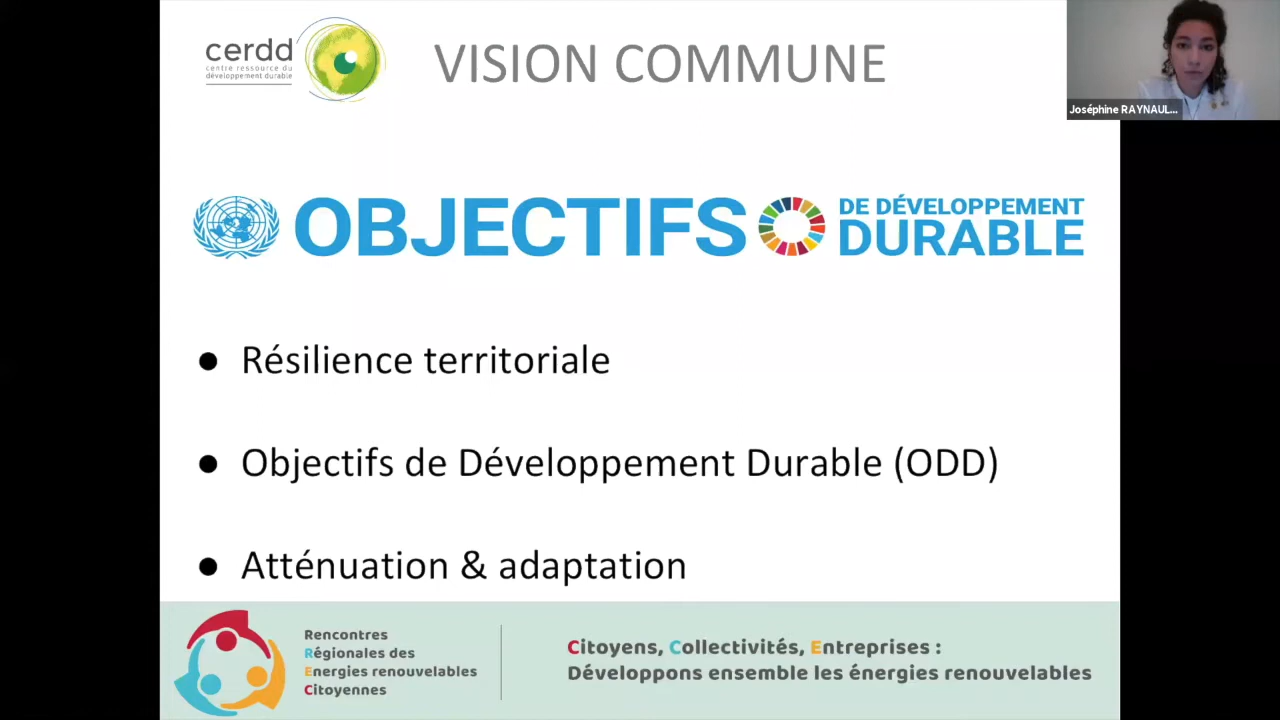 cerdd
centre ressource du
développement durable
VISION COMMUNE
Joséphine RAYNAUL...
OBJECTIFS
DE DÉVELOPPEMENT
DURABLE
● Résilience territoriale
● Objectifs de Développement Durable (ODD)
● Atténuation & adaptation
Rencontres
Régionales des
Energies renouvelables
Citoyennes
Citoyens, Collectivités, Entreprises :
Développons ensemble les énergies renouvelables